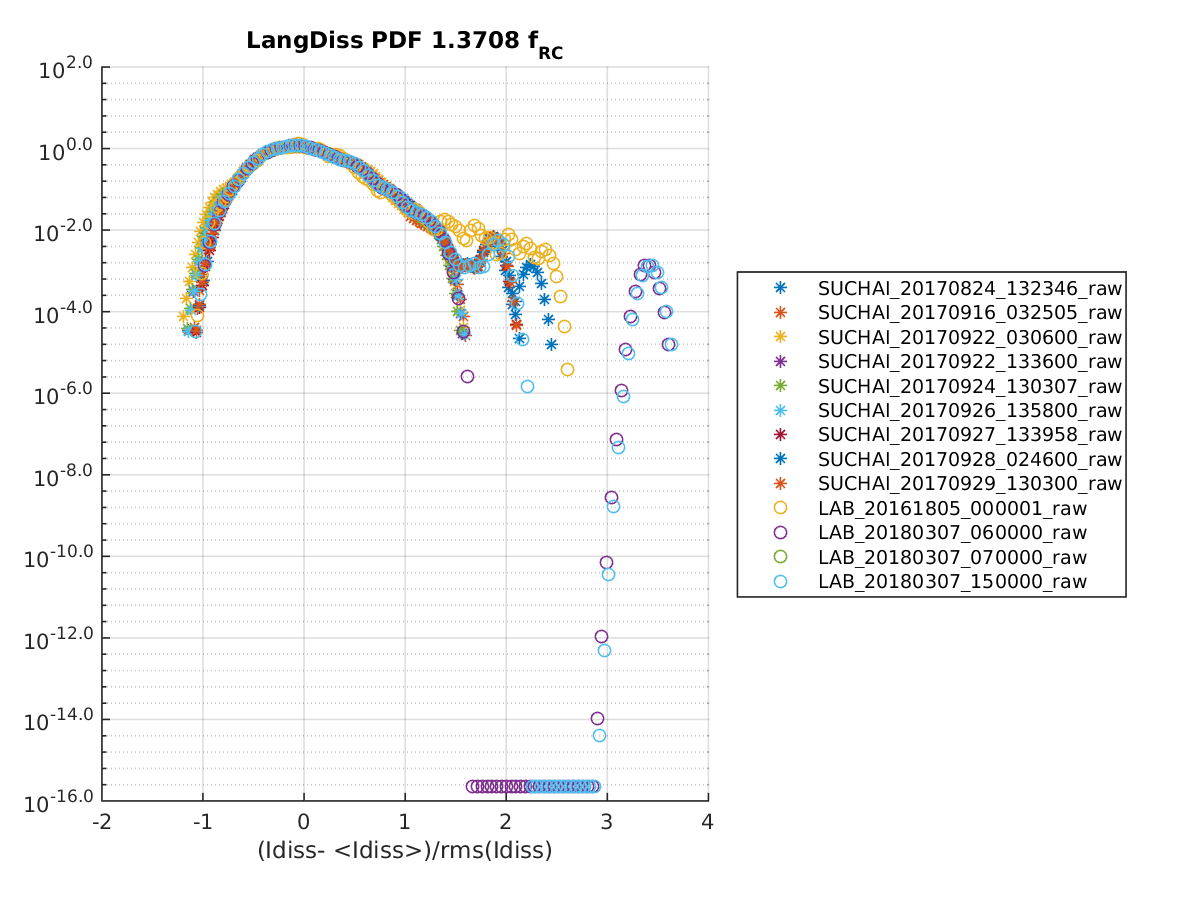 LangDiss PDF 1.3708 f_RC
10^2.0
10^0.0
10^-2.0
10^-4.0
10^-6.0
10^-8.0
10^-10.0
10^-12.0
10^-14.0
10^-16.0
-2 -1 0 1 2 3 4
(Idiss- <Idiss>)/rms(Idiss)
SUCHAI_20170824_132346_raw
SUCHAI_20170916_032505_raw
SUCHAI_20170922_030600_raw
SUCHAI_20170922_133600_raw
SUCHAI_20170924_130307_raw
SUCHAI_20170926_135800_raw
SUCHAI_20170927_133958_raw
SUCHAI_20170928_024600_raw
SUCHAI_20170929_130300_raw
LAB_20161805_000001_raw
LAB_20180307_060000_raw
LAB_20180307_070000_raw
LAB_20180307_150000_raw